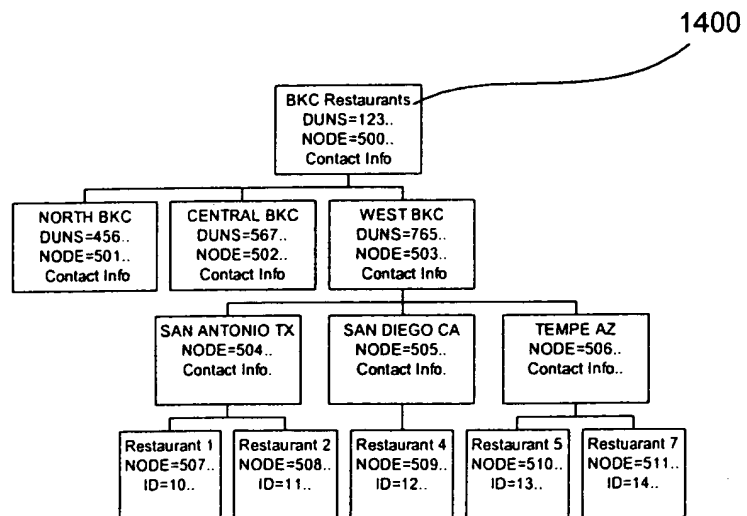 1400
BKC Restaurants
DUNS=123..
NODE=500..
Contact Info
NORTH BKC
DUNS=456..
NODE=501..
Contact Info
CENTRAL BKC
DUNS=567..
NODE=502..
Contact Info
WEST BKC
DUNS=765..
NODE=503..
Contact Info
SAN ANTONIO TX
NODE=504..
Contact Info.
SAN DIEGO CA
NODE=505..
Contact Info.
TEMPE AZ
NODE=506..
Contact Info..
Restaurant 1
NODE=507..
ID=10..
Restaurant 2
NODE=508..
ID=11..
Restaurant 4
NODE=509..
ID=12..
Restaurant 5
NODE=510..
ID=13..
Restuarant 7
NODE=511..
ID=14..